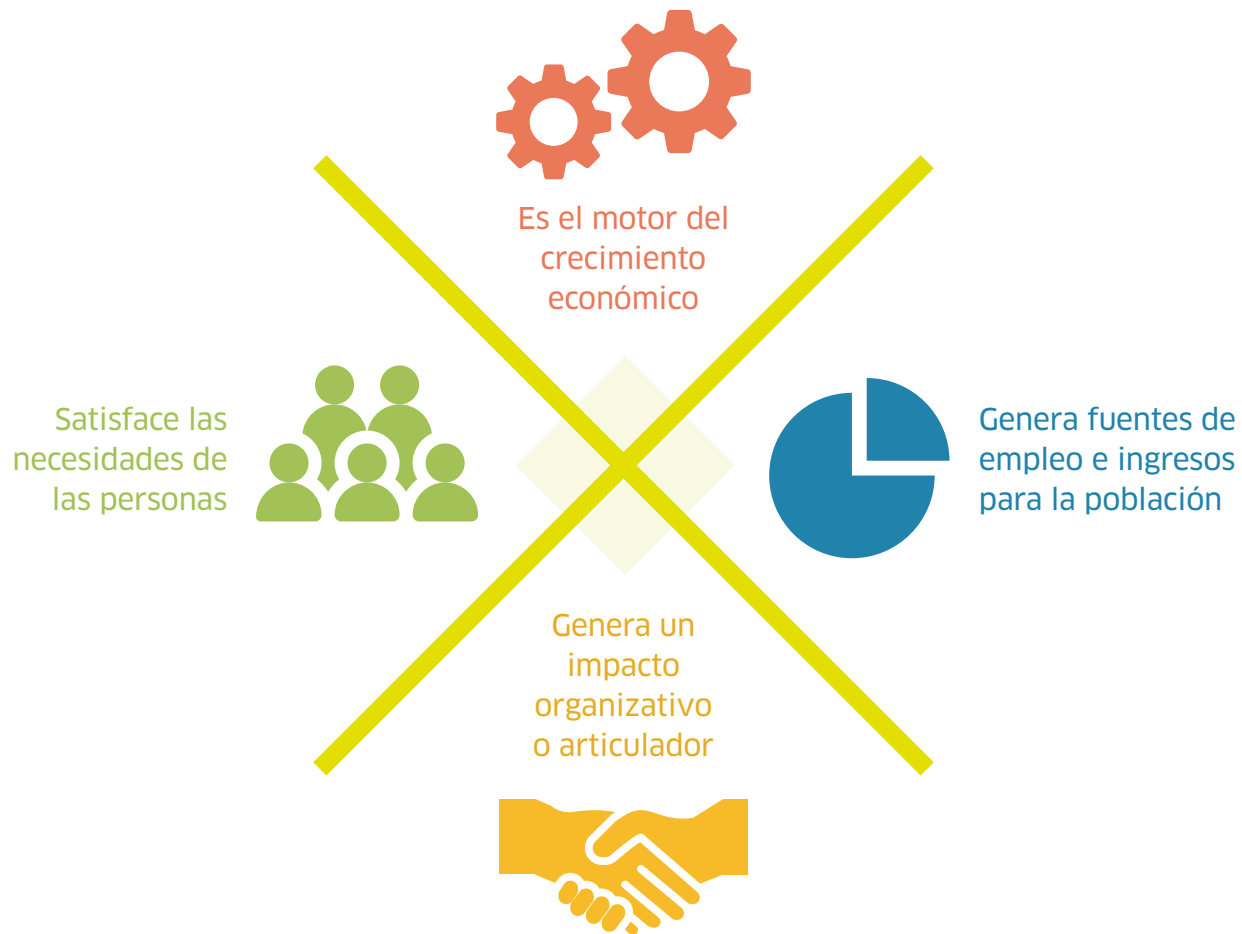 Es el motor del
crecimiento
económico
Satisface las
necesidades de
las personas
Genera fuentes de
empleo e ingresos
para la población
Genera un
impacto
organizativo
o articulador